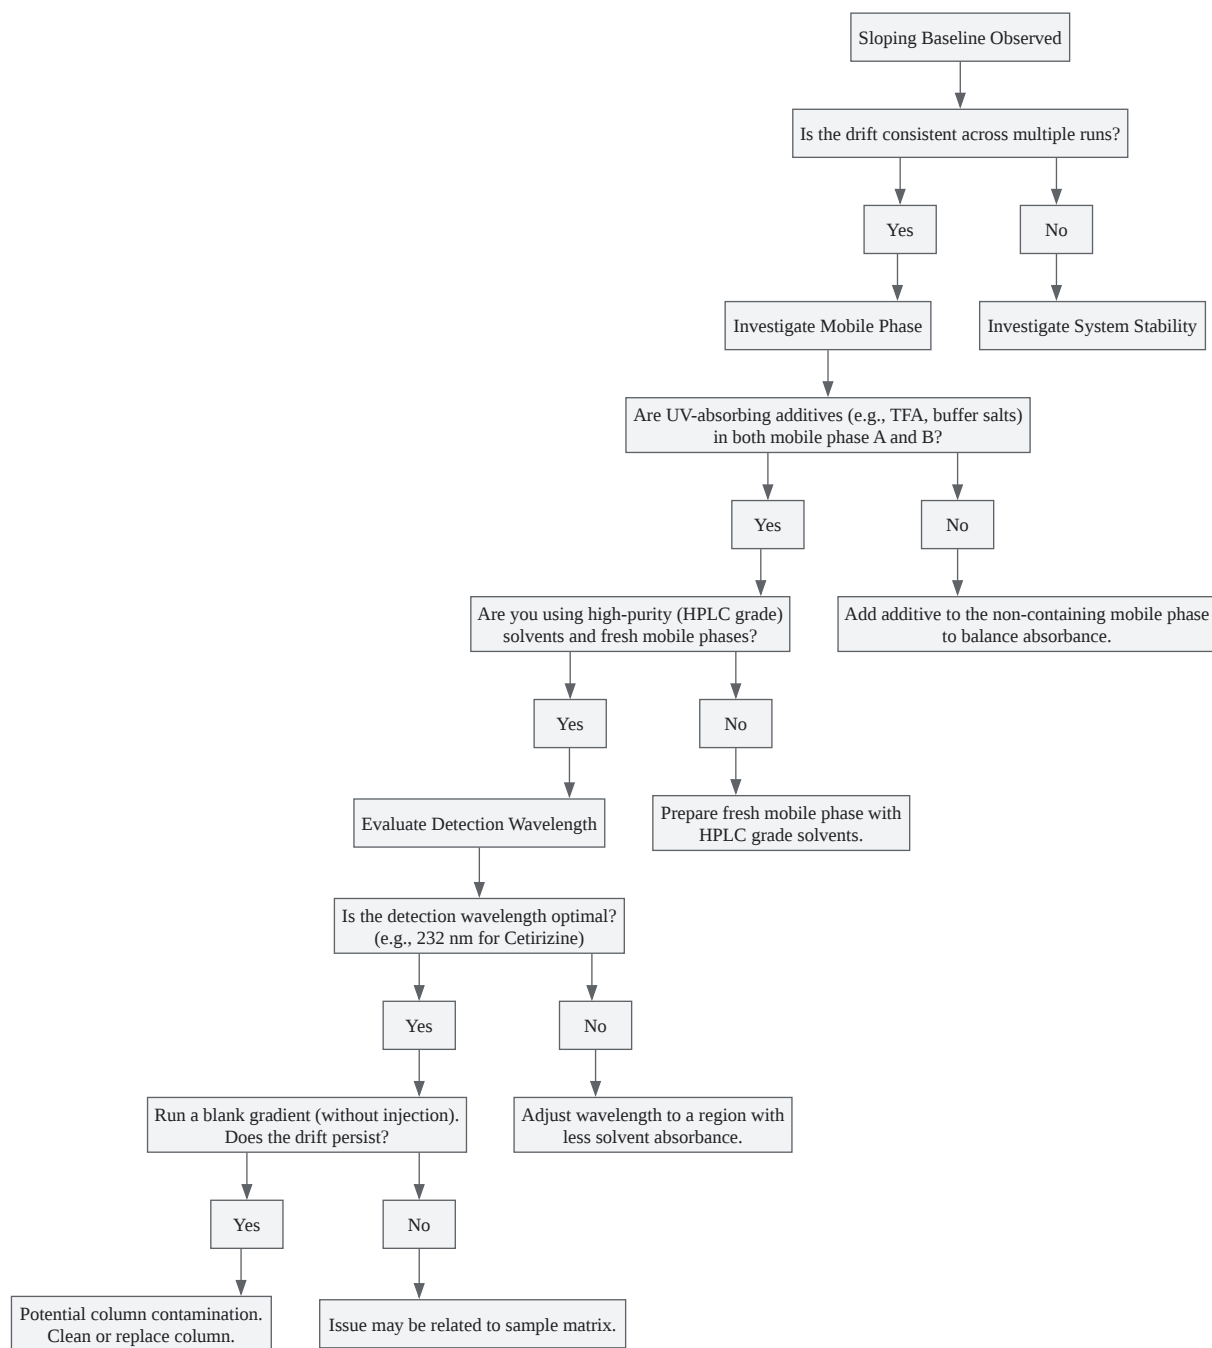 Sloping Baseline Observed
Is the drift consistent across multiple runs?
Yes
No
Investigate Mobile Phase
Investigate System Stability
Are UV-absorbing additives (e.g., TFA, buffer salts)
in both mobile phase A and B?
Yes
No
Are you using high-purity (HPLC grade)
solvents and fresh mobile phases?
Add additive to the non-containing mobile phase
to balance absorbance.
Yes
No
Evaluate Detection Wavelength
Prepare fresh mobile phase with
HPLC grade solvents.
Is the detection wavelength optimal?
(e.g., 232 nm for Cetirizine)
Yes
No
Run a blank gradient (without injection).
Does the drift persist?
Adjust wavelength to a region with
less solvent absorbance.
Yes
No
Potential column contamination.
Clean or replace column.
Issue may be related to sample matrix.